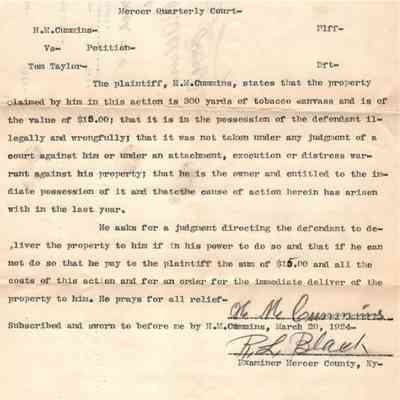 Mercer Quarterly Court-
H.M.Cummins- Plff-
Vs- Petition-
Tom Taylor- Dft-
The plaintiff, H.M.Cummins, states that the property
claimed by him in this action is 300 yards of tobacco canvass and is of
the value of $15.00; that it is in the possession of the defendant il-
legally and wrongfully; that it was not taken under any judgment of a
court against him or under an attachment, execution or distress war-
rant against his property; that he is the owner and entitled to the im-
diate possession of it and thatcthe cause of action herein has arisen
with in the last year.
He asks for a judgment directing the defendant to de-
liver the property to him if in his power to do so and that if he can
not do so that he pay to the plaintiff the sum of $15.00 and all the
costs of this action and for an order for the immediate deliver of the
property to him. He prays for all relief-
H M Cummins
Subscribed and sworn to before me by H.M.Cummins, March 20, 1924-
R. L. Black
Examiner Mercer County, Ky-